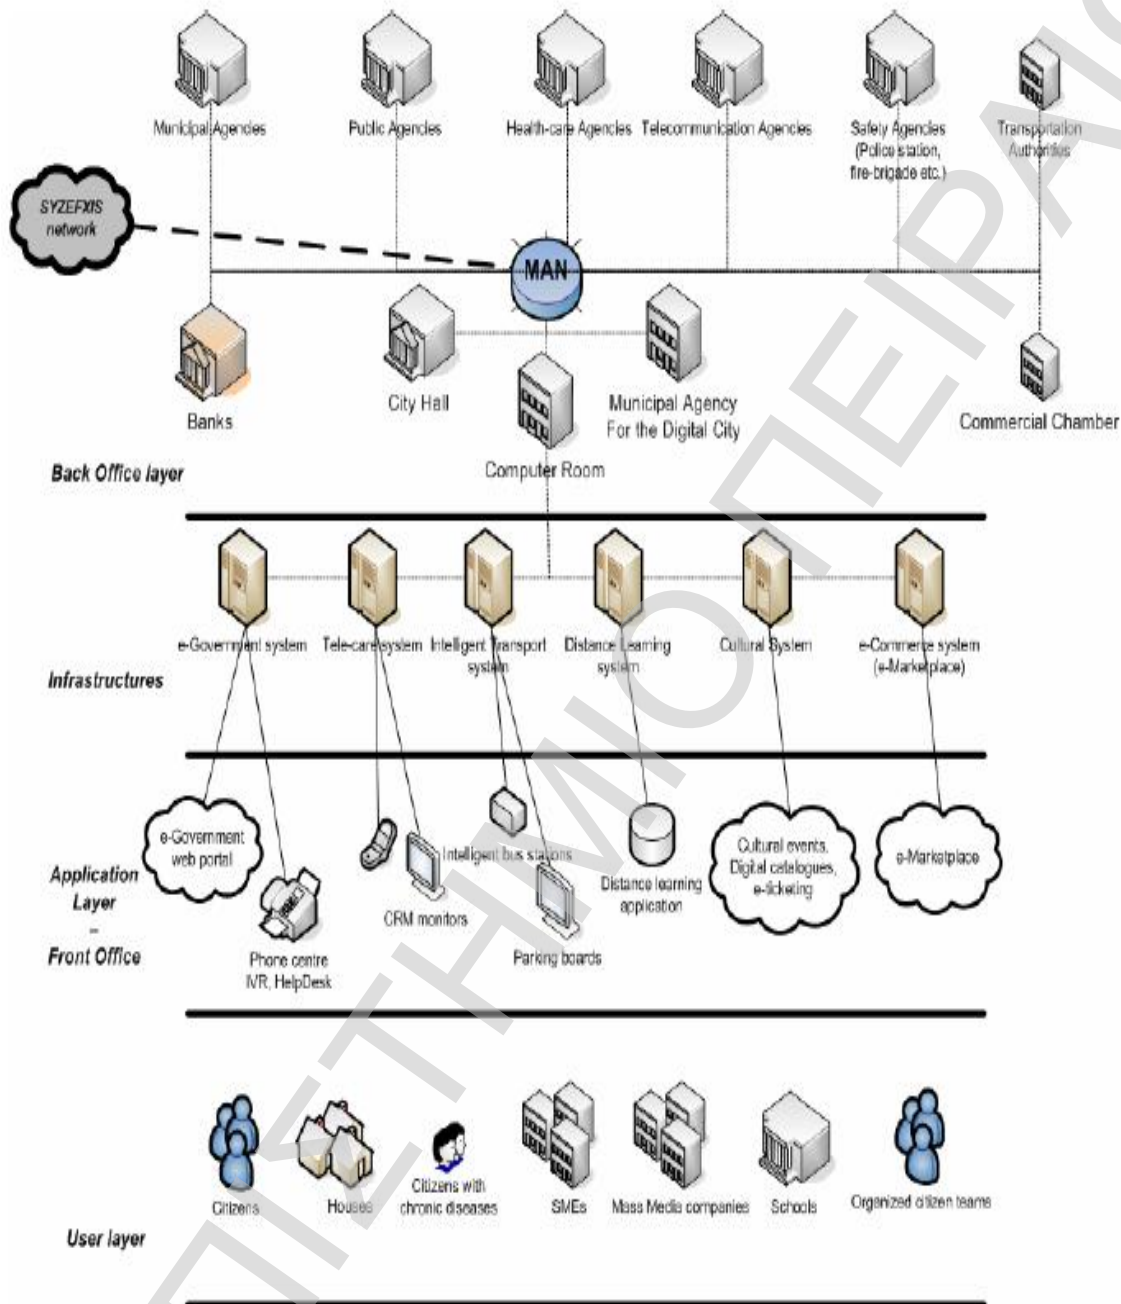 Municipal Agencies
Public Agencies
Health-care Agencies
Telecommunication Agencies
Safety Agencies
(Police station,
fire-brigade etc.)
Transportation
Authorities
SYZEFXIS
network
MAN
Banks
City Hall
Municipal Agency
For the Digital City
Commercial Chamber
Computer Room
Back Office layer
e-Government system
Tele-care system
Intelligent Transport
system
Distance Learning
system
Cultural System
e-Commerce system
(e-Marketplace)
Infrastructures
e-Government
web portal
Intelligent bus stations
Cultural events,
Digital catalogues,
e-ticketing
e-Marketplace
Distance learning
application
CRM monitors
Parking boards
Phone centre
IVR, HelpDesk
Application
Layer
–
Front Office
Citizens
Houses
Citizens with
chronic diseases
SMEs
Mass Media companies
Schools
Organized citizen teams
User layer
ΠΙΣΤΗΜΙΟ ΠΕΙΡΑΙΩ